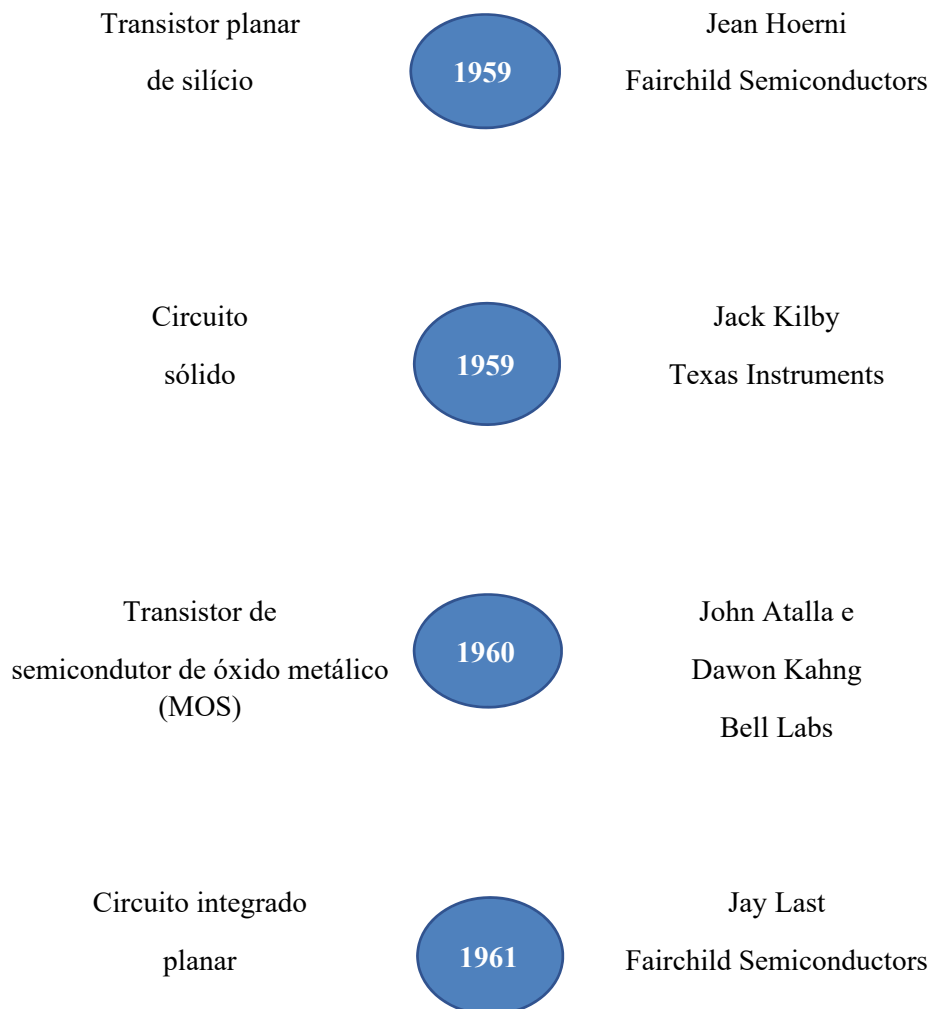 Transistor planar
de silício
1959
Jean Hoerni
Fairchild Semiconductors
Circuito
sólido
1959
Jack Kilby
Texas Instruments
Transistor de
semicondutor de óxido metálico
(MOS)
1960
John Atalla e
Dawon Kahng
Bell Labs
Circuito integrado
planar
1961
Jay Last
Fairchild Semiconductors